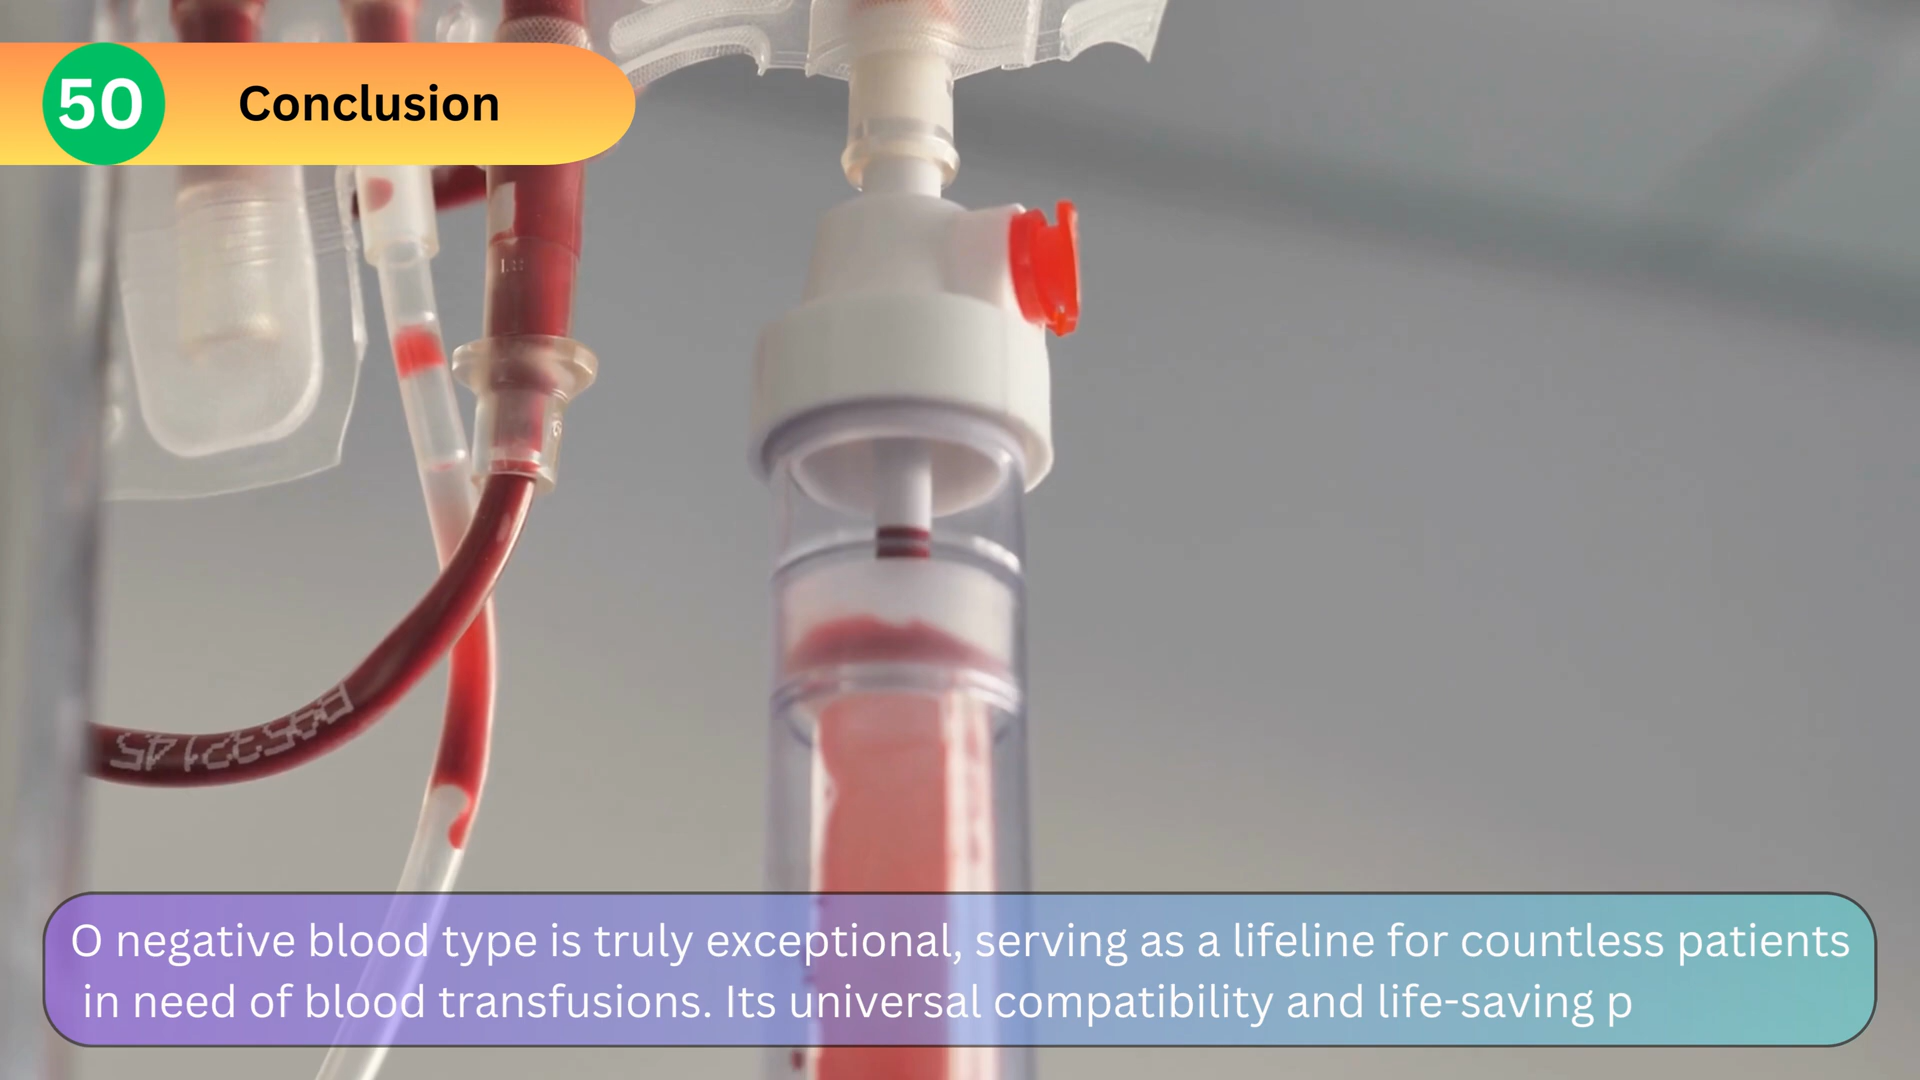 50
Conclusion
O negative blood type is truly exceptional, serving as a lifeline for countless patients
in need of blood transfusions. Its universal compatibility and life-saving p